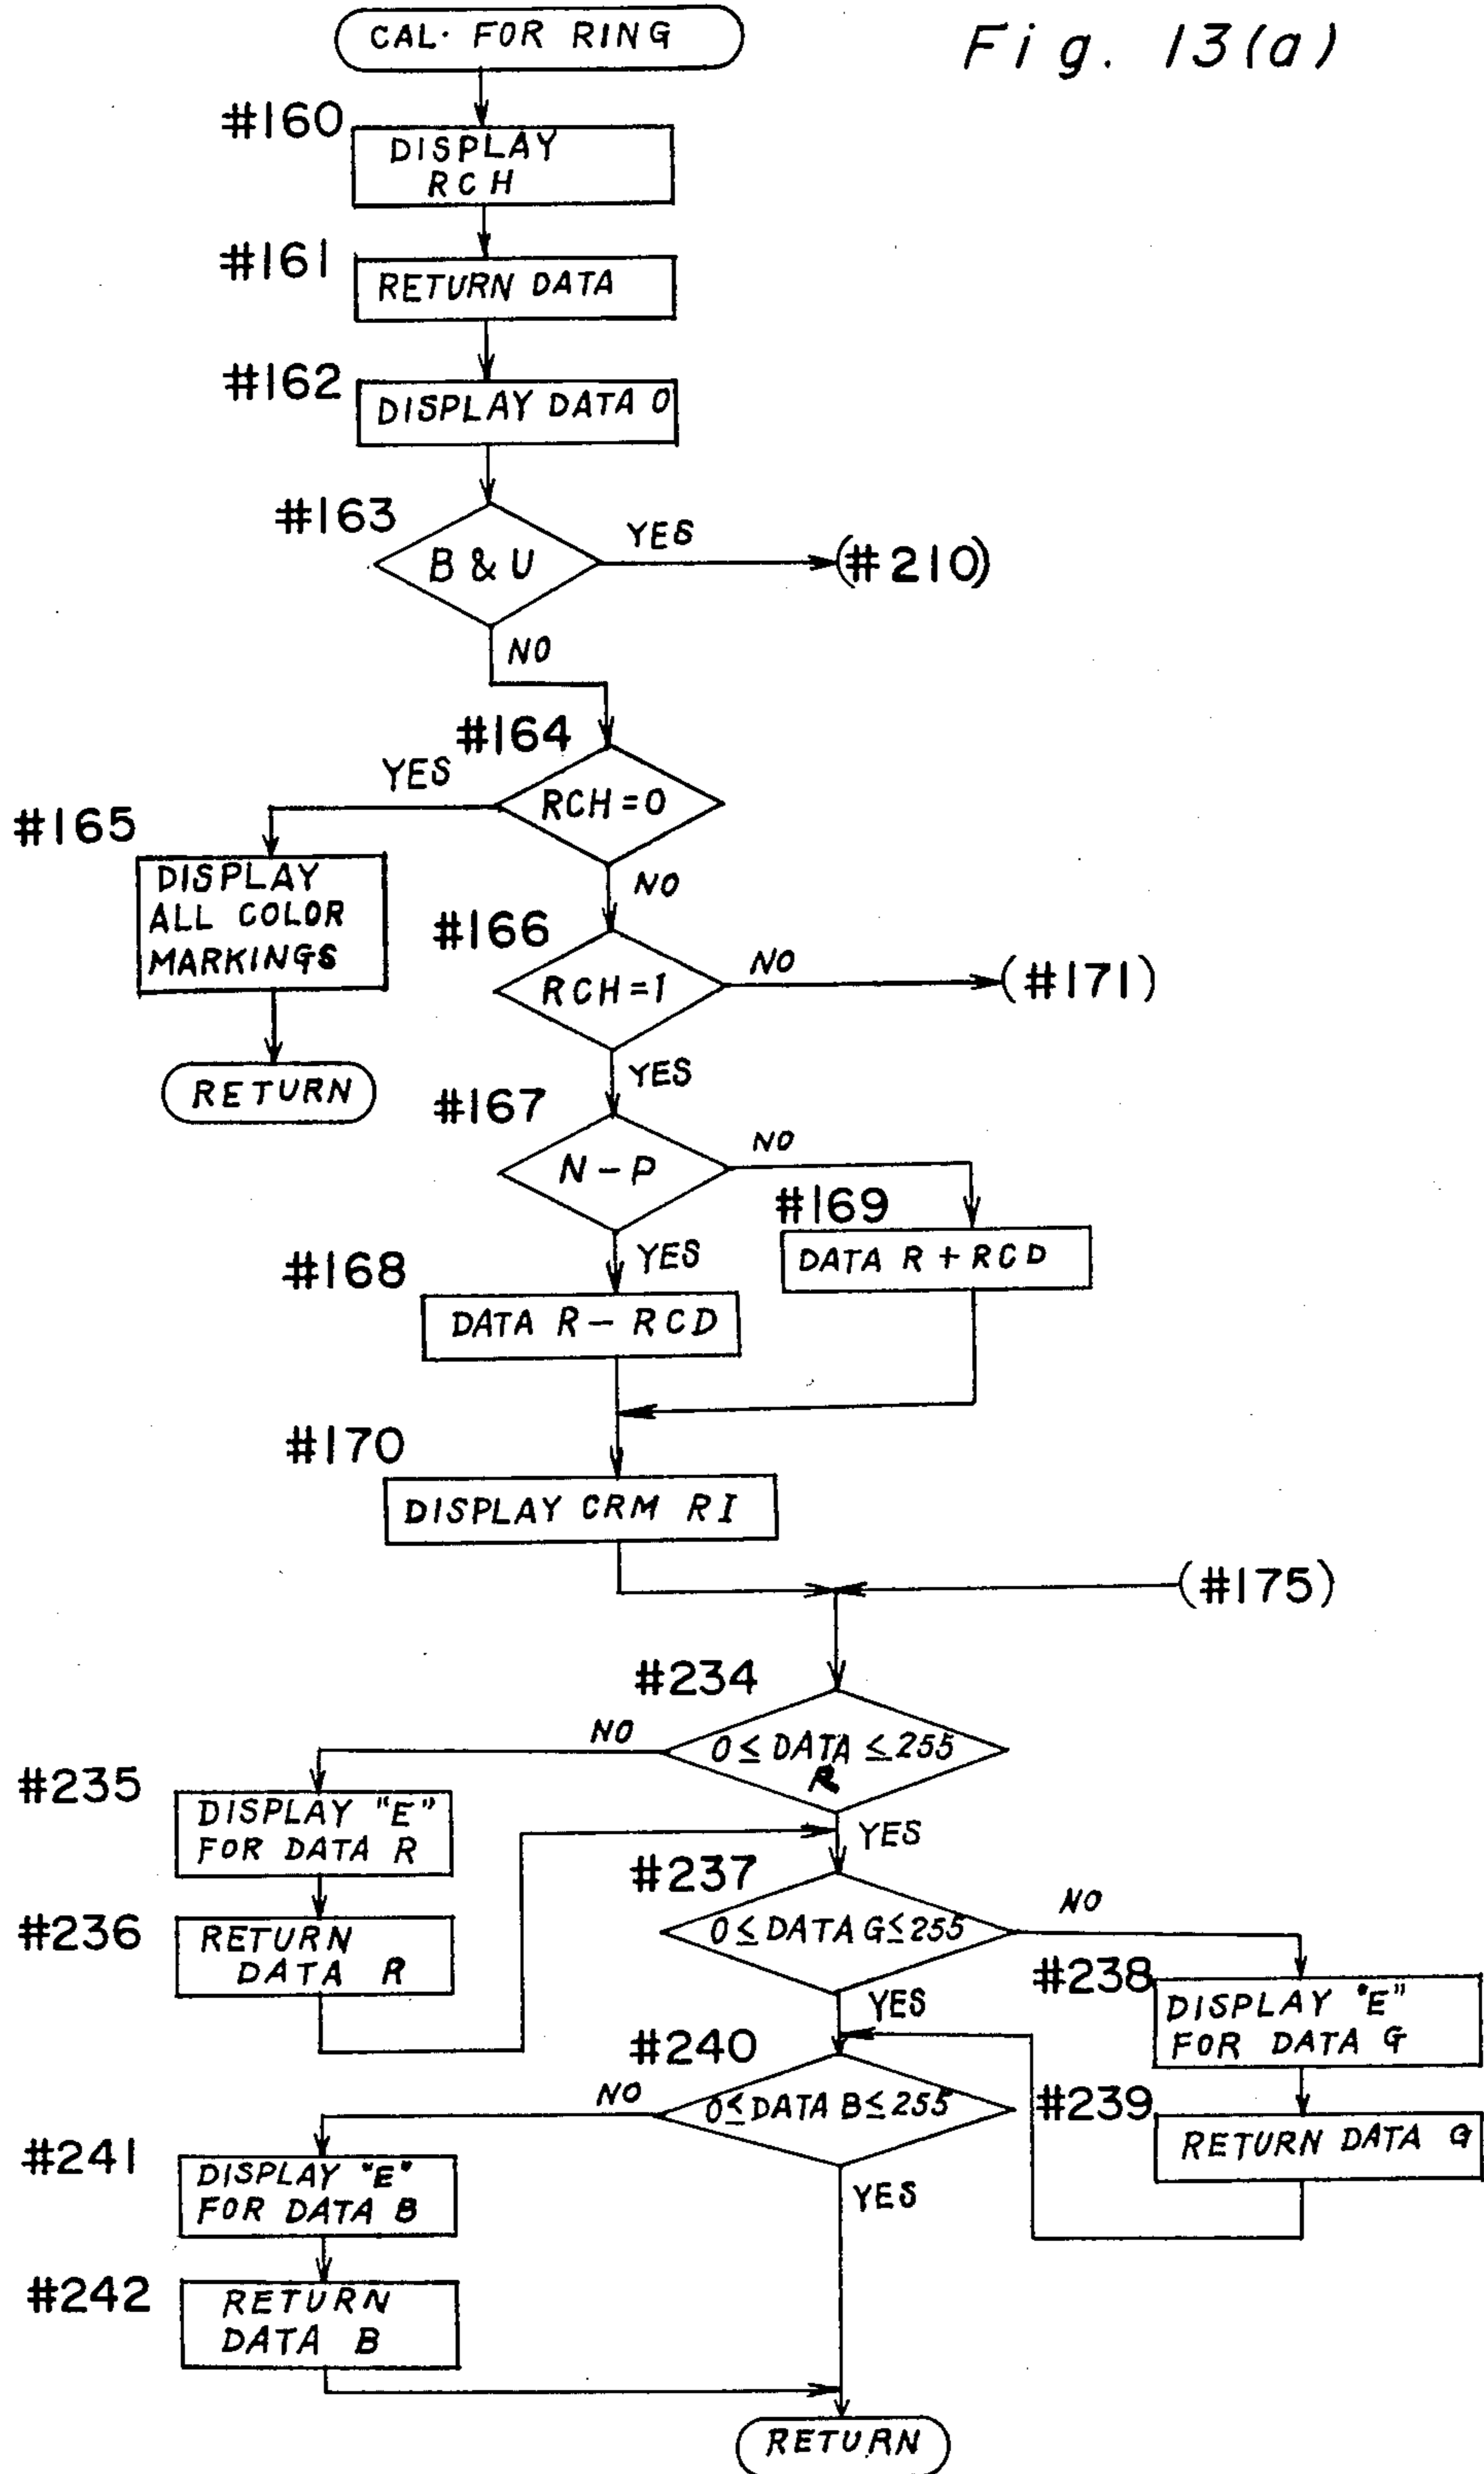 Fig. 13(a)
CAL. FOR RING
#160
DISPLAY
RCH
#161
RETURN DATA
#162
DISPLAY DATA 0
#163
B & U
YES
(#210)
NO
#164
RCH=0
YES
#165
DISPLAY
ALL COLOR
MARKINGS
RETURN
NO
#166
RCH=1
NO
(#171)
YES
#167
N-P
NO
#169
DATA R + RCD
YES
#168
DATA R - RCD
#170
DISPLAY CRM RI
(#175)
#234
0 ≤ DATA ≤ 255
R
NO
#235
DISPLAY "E"
FOR DATA R
#236
RETURN
DATA R
YES
#237
0 ≤ DATA G ≤ 255
NO
#238
DISPLAY "E"
FOR DATA G
#239
RETURN DATA G
YES
#240
0 ≤ DATA B ≤ 255
NO
#241
DISPLAY "E"
FOR DATA B
#242
RETURN
DATA B
YES
RETURN